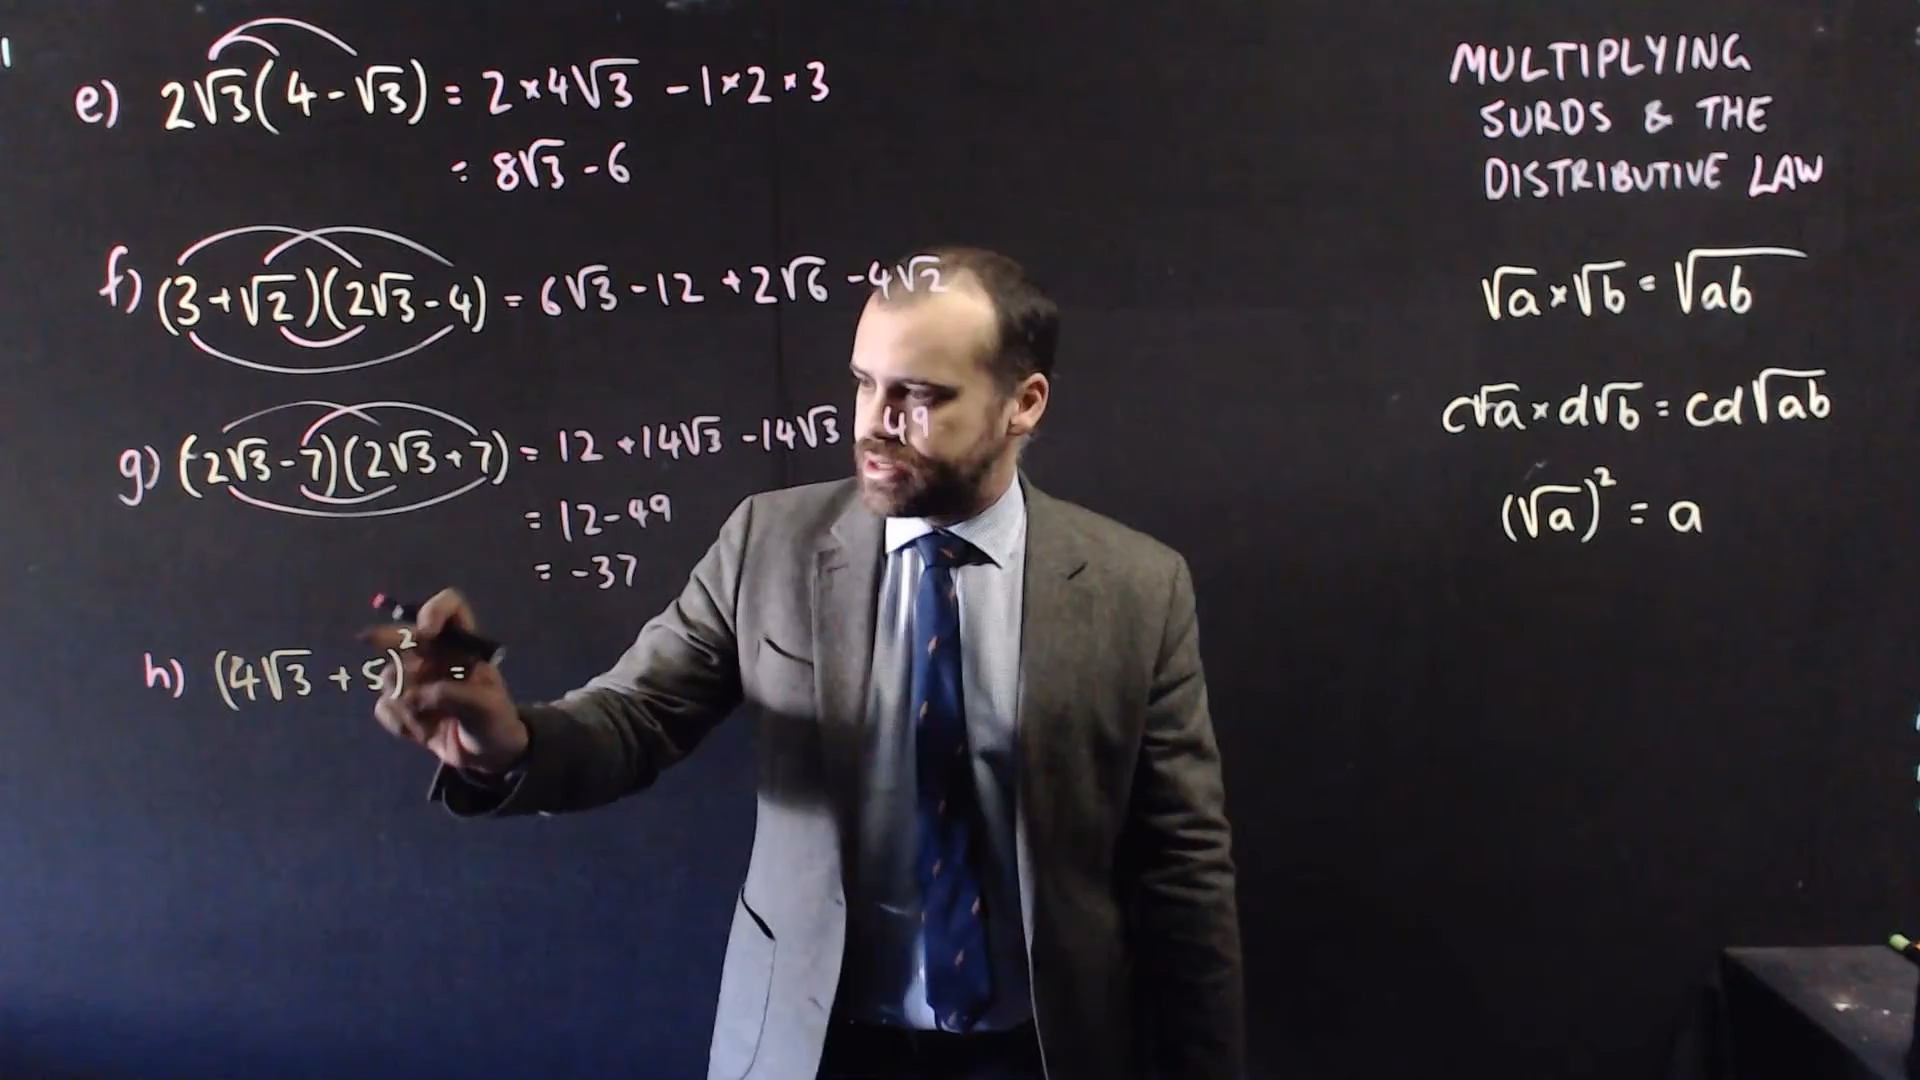 e) 2√3(4-√3) = 2×4√3 -1×2×3
= 8√3 - 6
f) (3+√2)(2√3-4) = 6√3 -12 +2√6 -4√2
g) (2√3-7)(2√3+7) = 12 +14√3 -14√3 49
= 12-49
= -37
h) (4√3 +5)² =
MULTIPLYING
SURDS & THE
DISTRIBUTIVE LAW
√a×√b = √ab
c√a×d√b = cd√ab
(√a)² = a